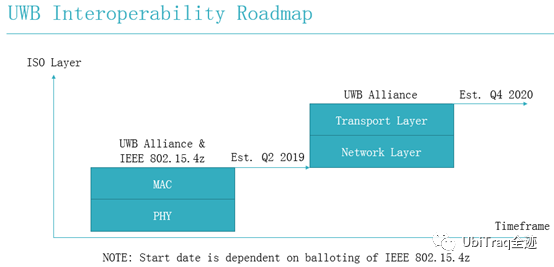 UWB Interoperability Roadmap
ISO Layer
UWB Alliance
Est. Q4 2020
Transport Layer
Network Layer
UWB Alliance &
IEEE 802.15.4z
Est. Q2 2019
MAC
PHY
Timeframe
UbiTraq全迹
NOTE: Start date is dependent on balloting of IEEE 802.15.4z